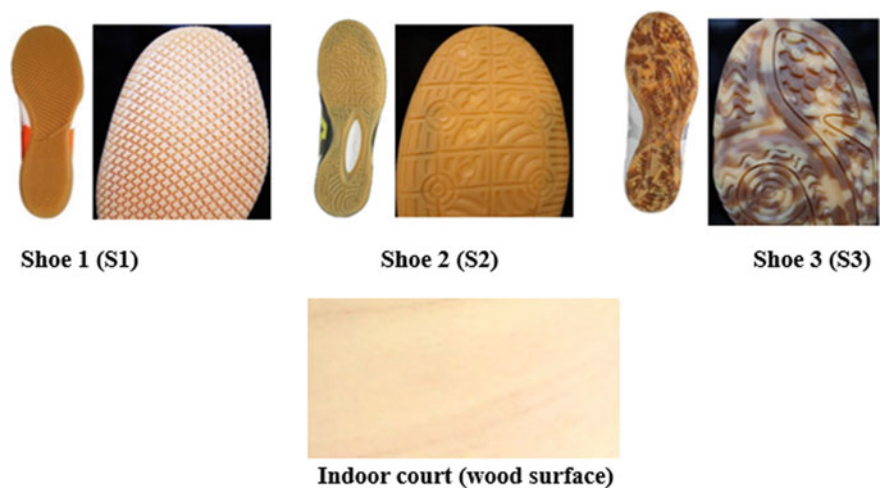 Shoe 1 (S1)
Shoe 2 (S2)
Shoe 3 (S3)
Indoor court (wood surface)